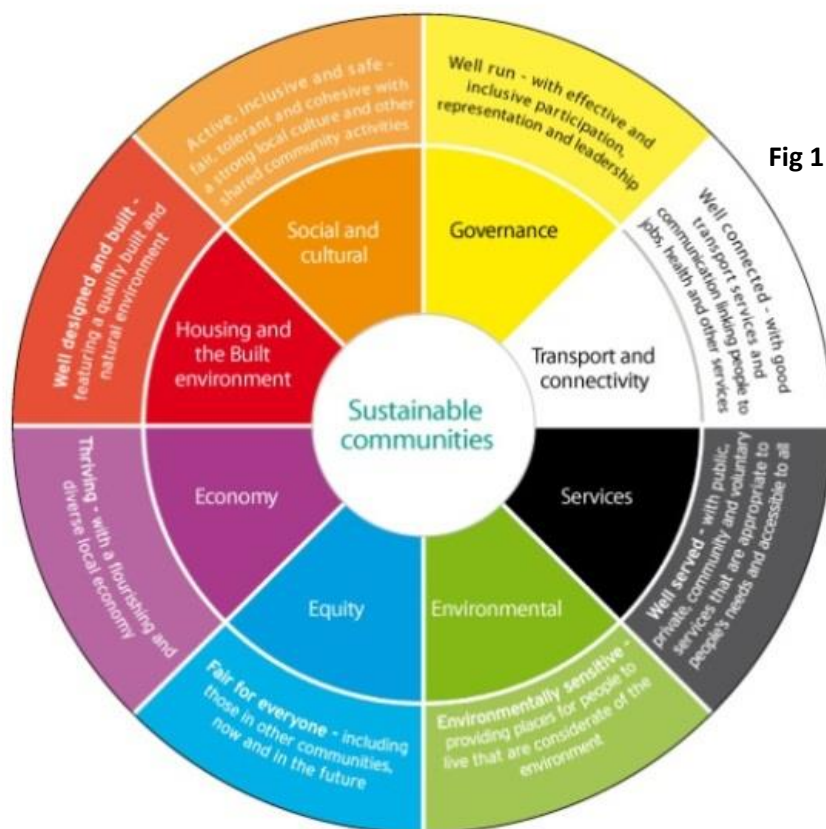 Fig 1
Sustainable
communities
Governance
Well run - with effective and
inclusive participation,
representation and leadership
Transport and
connectivity
Well connected - with good
transport services and
communication linking people to
jobs, health and other services
Services
Well served - with public,
private, community and voluntary
services that are appropriate to
people's needs and accessible to all
Environmental
Environmentally sensitive -
providing places for people to
live that are considerate of the
environment
Equity
Fair for everyone - including
those in other communities,
now and in the future
Economy
Thriving - with a flourishing and
diverse local economy
Housing and
the Built
environment
Well designed and built -
featuring a quality built and
natural environment
Social and
cultural
Active, inclusive and safe -
fair, tolerant and cohesive with
a strong local culture and other
shared community activities